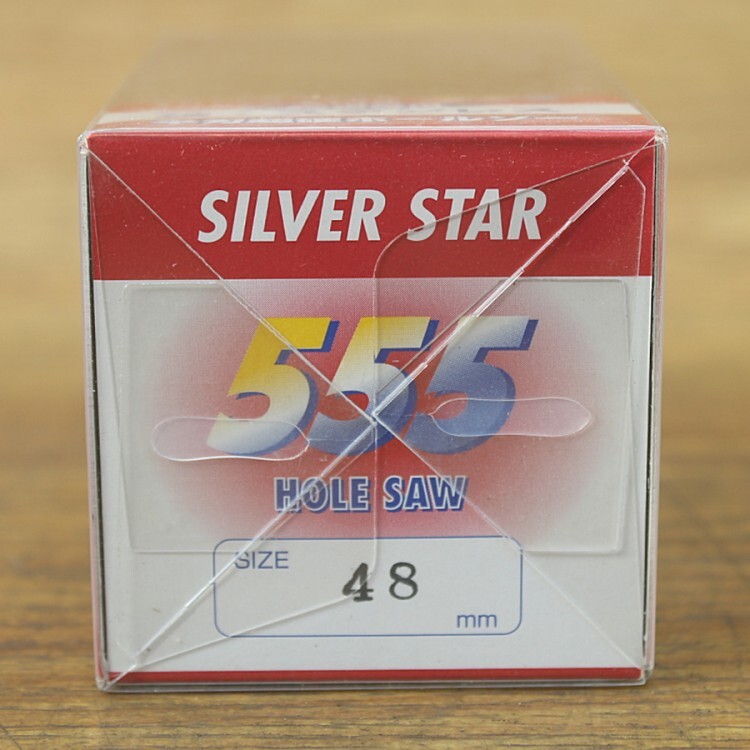 SILVER STAR
555
HOLE SAW
SIZE
48
mm